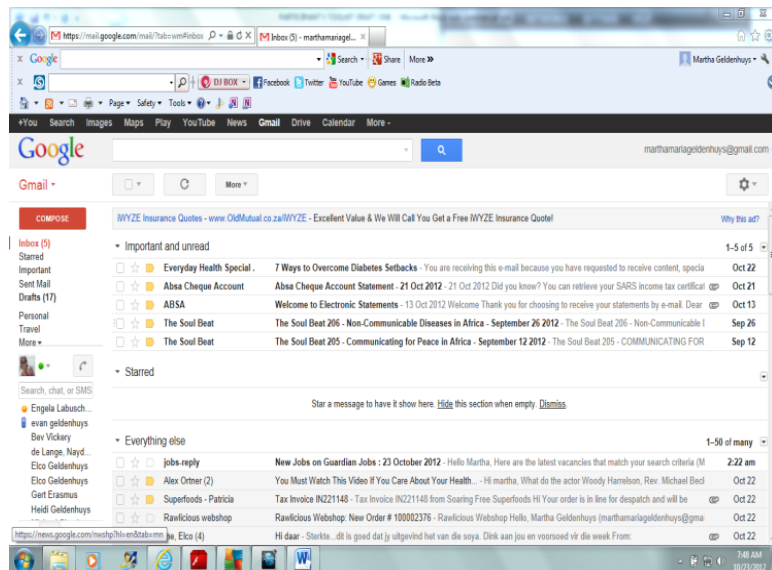 https://mail.google.com/mail/?tab=wm#inbox
Inbox (5) - marthamariagel...
x Google
Search
Share
More »
Martha Geldenhuys
x
DJ BOX
Facebook Twitter YouTube Games Radio Beta
Page Safety Tools
+You Search Images Maps Play YouTube News Gmail Drive Calendar More -
Google
marthamariageldenhuys@gmail.com
Gmail
More
COMPOSE
iWYZE Insurance Quotes - www.OldMutual.co.za/iWYZE - Excellent Value & We Will Call You Get a Free iWYZE Insurance Quote!
Why this ad?
Inbox (5)
Starred
Important
Sent Mail
Drafts (17)
Personal
Travel
More
Search, chat, or SMS
Engela Labusch...
evan geldenhuys
Bev Vickery
de Lange, Nayd...
Elco Geldenhuys
Elco Geldenhuys
Gert Erasmus
Heidi Geldenhuys
https://news.google.com/nwshp?hl=en&tab=mn
Important and unread
1–5 of 5
Everyday Health Special . 7 Ways to Overcome Diabetes Setbacks - You are receiving this e-mail because you have requested to receive content, specia Oct 22
Absa Cheque Account Absa Cheque Account Statement - 21 Oct 2012 - 21 Oct 2012 Did you know? You can retrieve your SARS income tax certificat Oct 21
ABSA Welcome to Electronic Statements - 13 Oct 2012 Welcome Thank you for choosing to receive your statements by e-mail. Dear Oct 13
The Soul Beat The Soul Beat 206 - Non-Communicable Diseases in Africa - September 26 2012 - The Soul Beat 206 - Non-Communicable Sep 26
The Soul Beat The Soul Beat 205 - Communicating for Peace in Africa - September 12 2012 - The Soul Beat 205 - COMMUNICATING FOR Sep 12
Starred
Star a message to have it show here. Hide this section when empty. Dismiss.
Everything else
1–50 of many
jobs-reply New Jobs on Guardian Jobs : 23 October 2012 - Hello Martha, Here are the latest vacancies that match your search criteria (M 2:22 am
Alex Ortner (2) You Must Watch This Video If You Care About Your Health... - Hi martha, What do the actor Woody Harrelson, Rev. Michael Becl Oct 22
Superfoods - Patricia Tax Invoice IN221148 - Tax Invoice IN221148 from Soaring Free Superfoods Hi Your order is in line for despatch and will be Oct 22
Rawlicious webshop Rawlicious Webshop: New Order # 100002376 - Rawlicious Webshop Hello, Martha Geldenhuys (marthamariageldenhuys@gmai Oct 22
Elco (4) Hi daar - Sterkte...dit is goed dat jy uitgevind het van die soya. Dink aan jou en voorsoed vir die week From: Oct 22
7:48 AM
10/23/2012